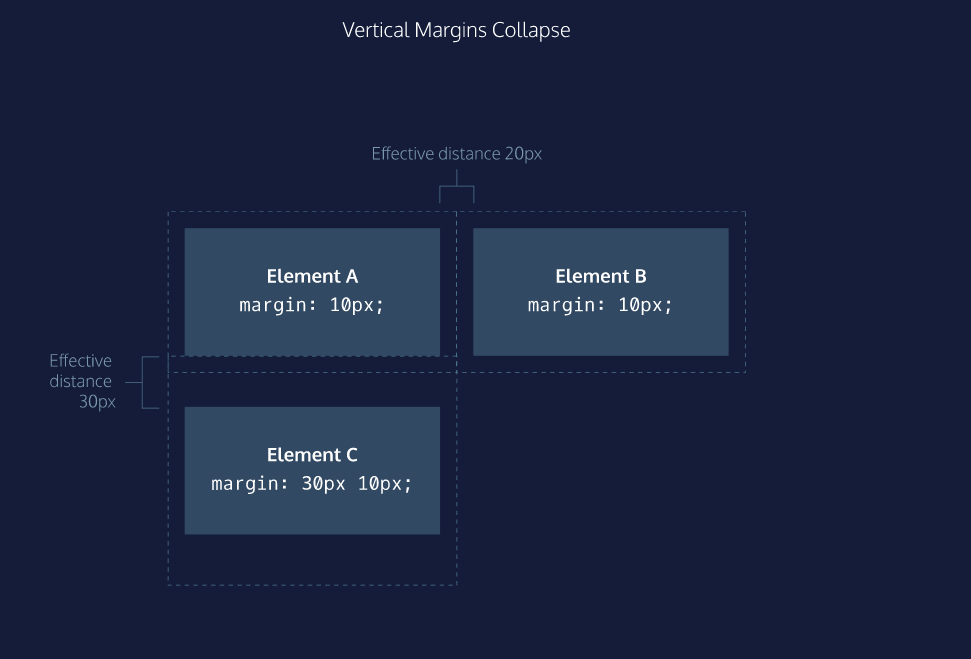 Vertical Margins Collapse
Effective distance 20px
Element A
margin: 10px;
Element B
margin: 10px;
Effective
distance
30px
Element C
margin: 30px 10px;